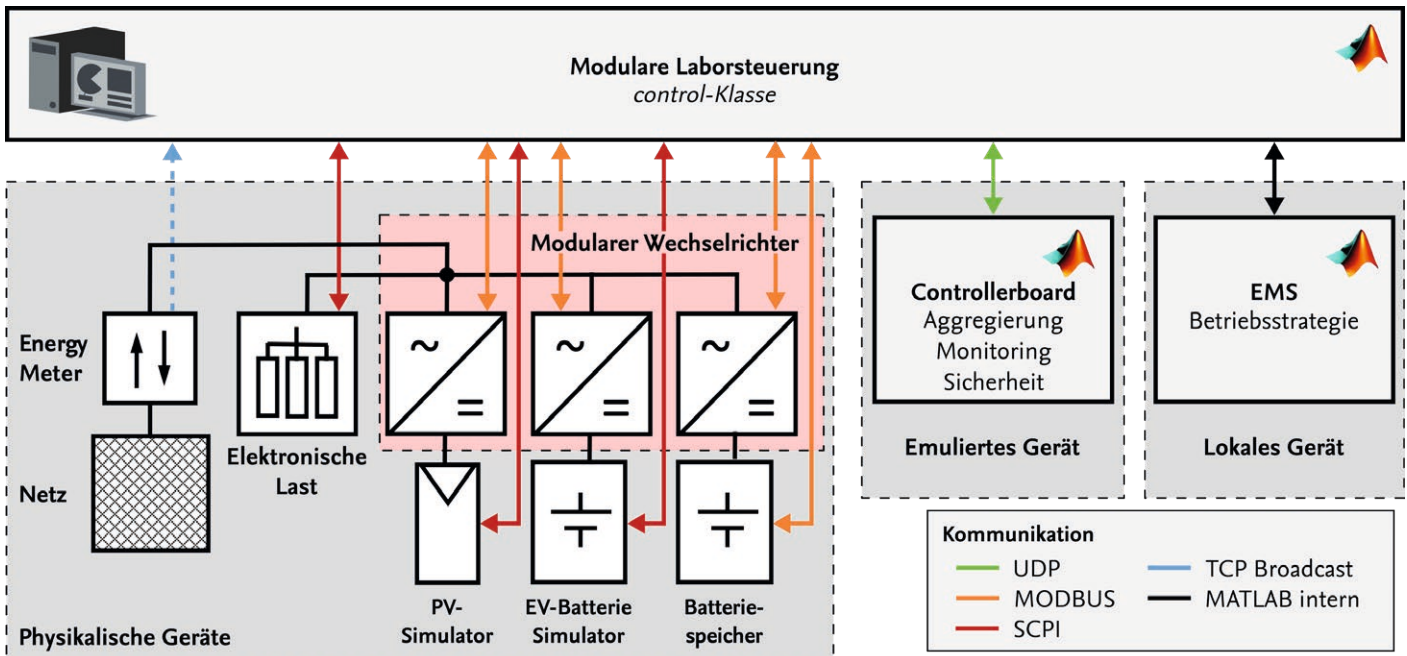 Modulare Laborsteuerung
control-Klasse
Modularer Wechselrichter
Energy
Meter
Netz
Elektronische
Last
~
=
~
=
~
=
PV-
Simulator
EV-Batterie
Simulator
Batterie-
speicher
Physikalische Geräte
Controllerboard
Aggregierung
Monitoring
Sicherheit
Emuliertes Gerät
EMS
Betriebsstrategie
Lokales Gerät
Kommunikation
UDP
MODBUS
SCPI
TCP Broadcast
MATLAB intern